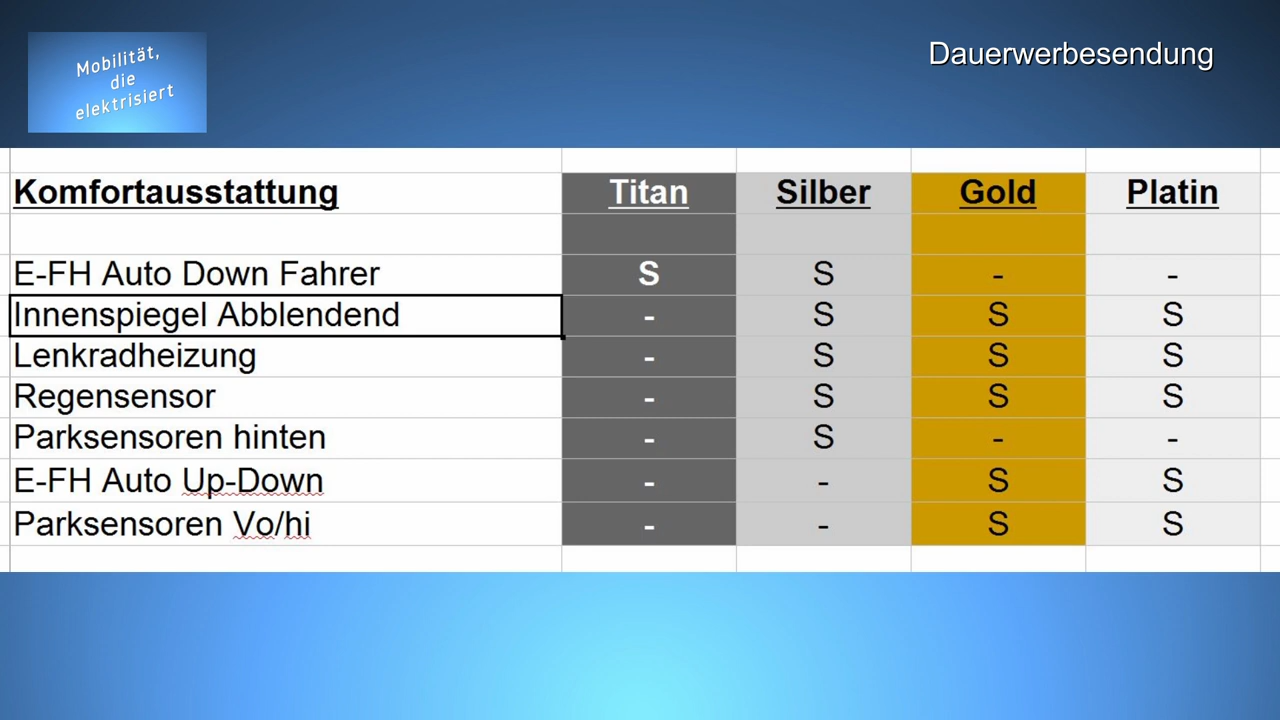 Mobilität,
die
elektrisiert
Dauerwerbesendung
Komfortausstattung Titan Silber Gold Platin
E-FH Auto Down Fahrer S S - -
Innenspiegel Abblendend - S S S
Lenkradheizung - S S S
Regensensor - S S S
Parksensoren hinten - S - -
E-FH Auto Up-Down - - S S
Parksensoren Vo/hi - - S S